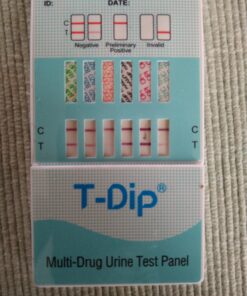 ID: DATE:
C
T
Negative Preliminary Positive Invalid
C C
T T
T-Dip®
Multi-Drug Urine Test Panel